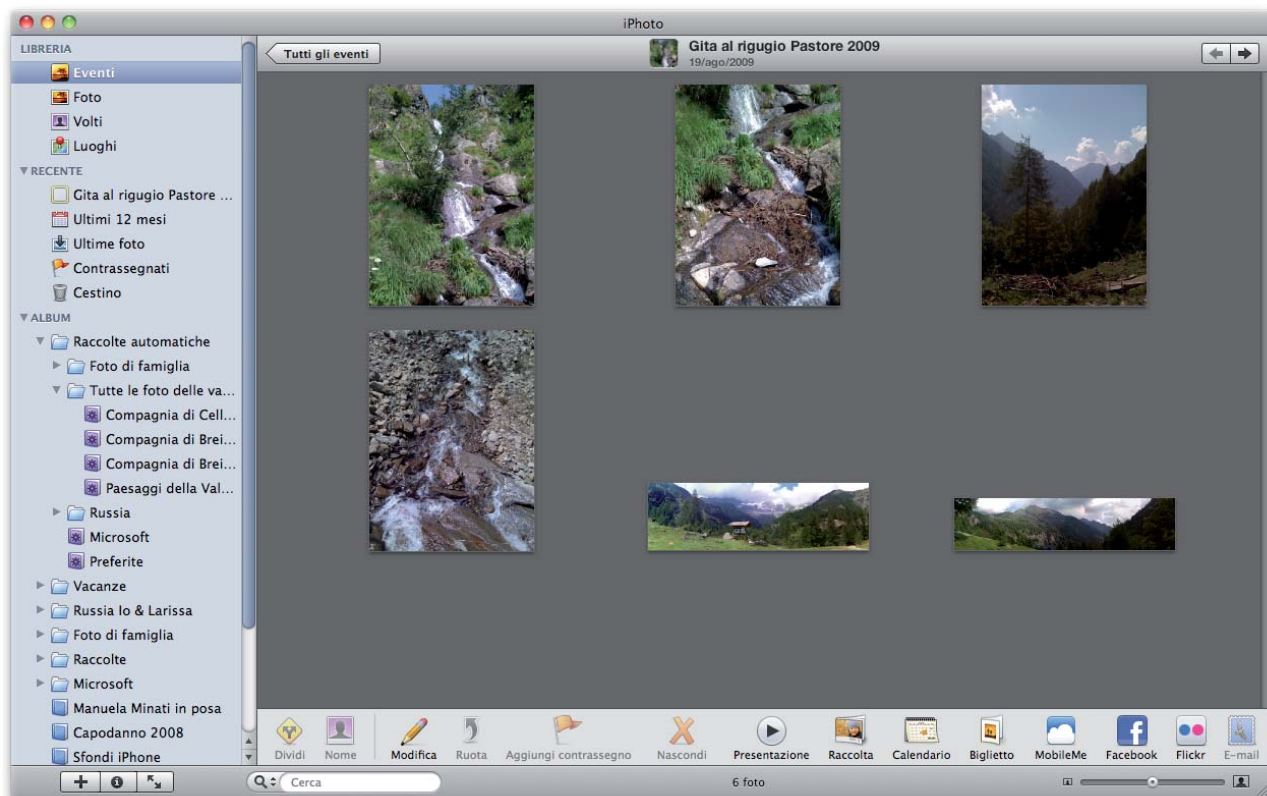 iPhoto
LIBRERIA
Eventi
Foto
Volti
Luoghi
RECENTE
Gita al rigugio Pastore ...
Ultimi 12 mesi
Ultime foto
Contrassegnati
Cestino
ALBUM
Raccolte automatiche
Foto di famiglia
Tutte le foto delle va...
Compagnia di Cell...
Compagnia di Brei...
Compagnia di Brei...
Paesaggi della Val...
Russia
Microsoft
Preferite
Vacanze
Russia Io & Larissa
Foto di famiglia
Raccolte
Microsoft
Manuela Minati in posa
Capodanno 2008
Sfondi iPhone
Tutti gli eventi
Gita al rigugio Pastore 2009
19/ago/2009
Dividi Nome Modifica Ruota Aggiungi contrassegno Nascondi Presentazione Raccolta Calendario Biglietto MobileMe Facebook Flickr E-mail
Cerca
6 foto